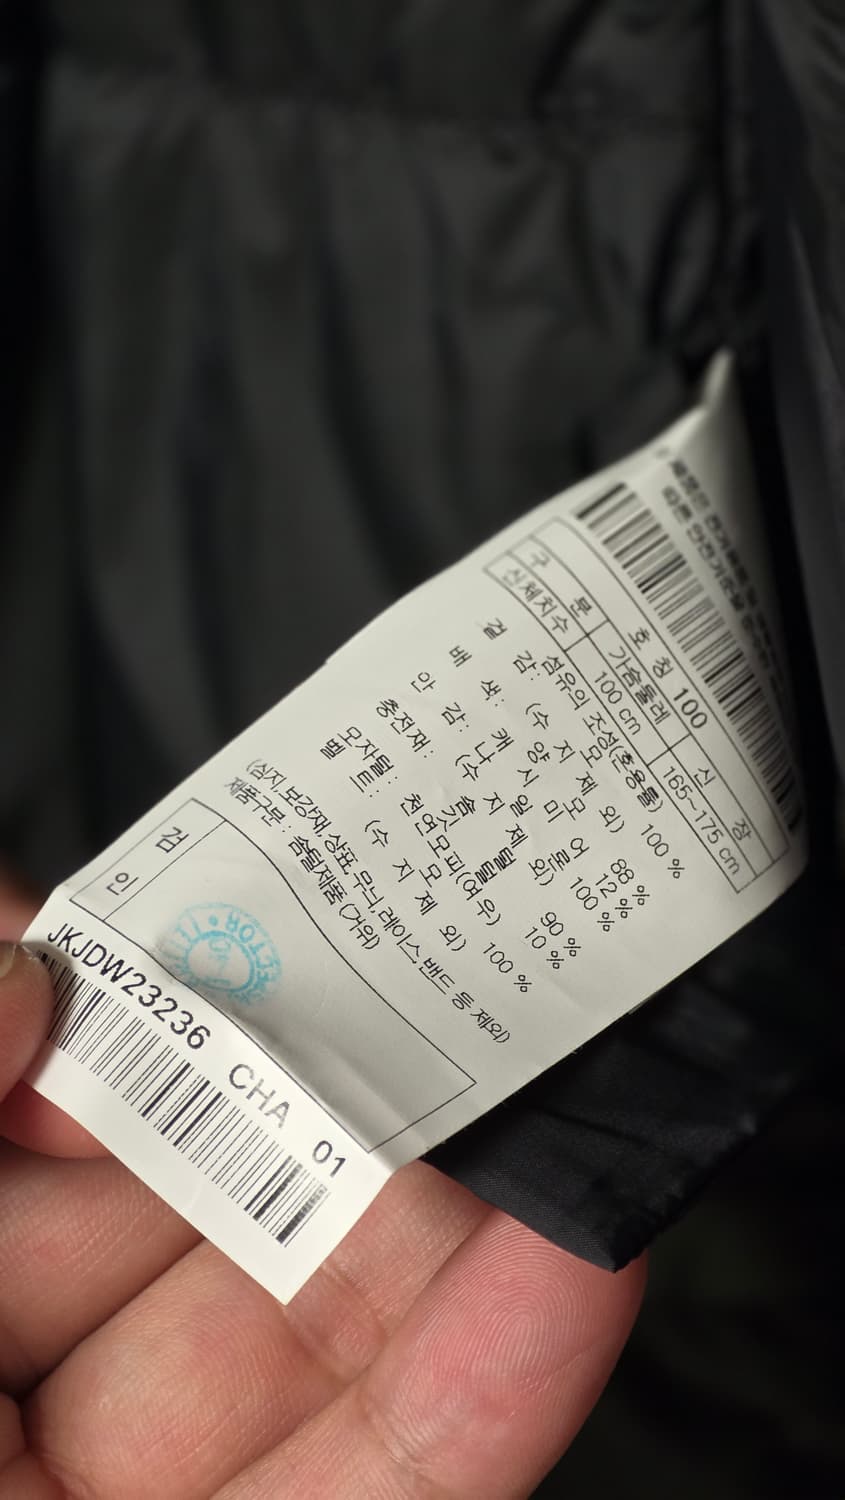 구 분 호 칭 100
신체치수 가슴둘레 신 장
100 cm 165~175 cm
섬유의 조성(혼용률)
겉 감: 모 100 %
(수 지 제 외)
배 색: 양 모 88 %
캐 시 미 어 12 %
안 감: 나 일 론 100 %
(수 지 제 외)
충전재: 솜 털 90 %
깃 털 10 %
모자털: 천연모피(여우)
벨 트: 모 100 %
(수 지 제 외)
(심지,보강재,상표,무늬,레이스,밴드 등 제외)
제품구분 : 솜털제품 (거위)
검 인
JKJDW23236 CHA 01